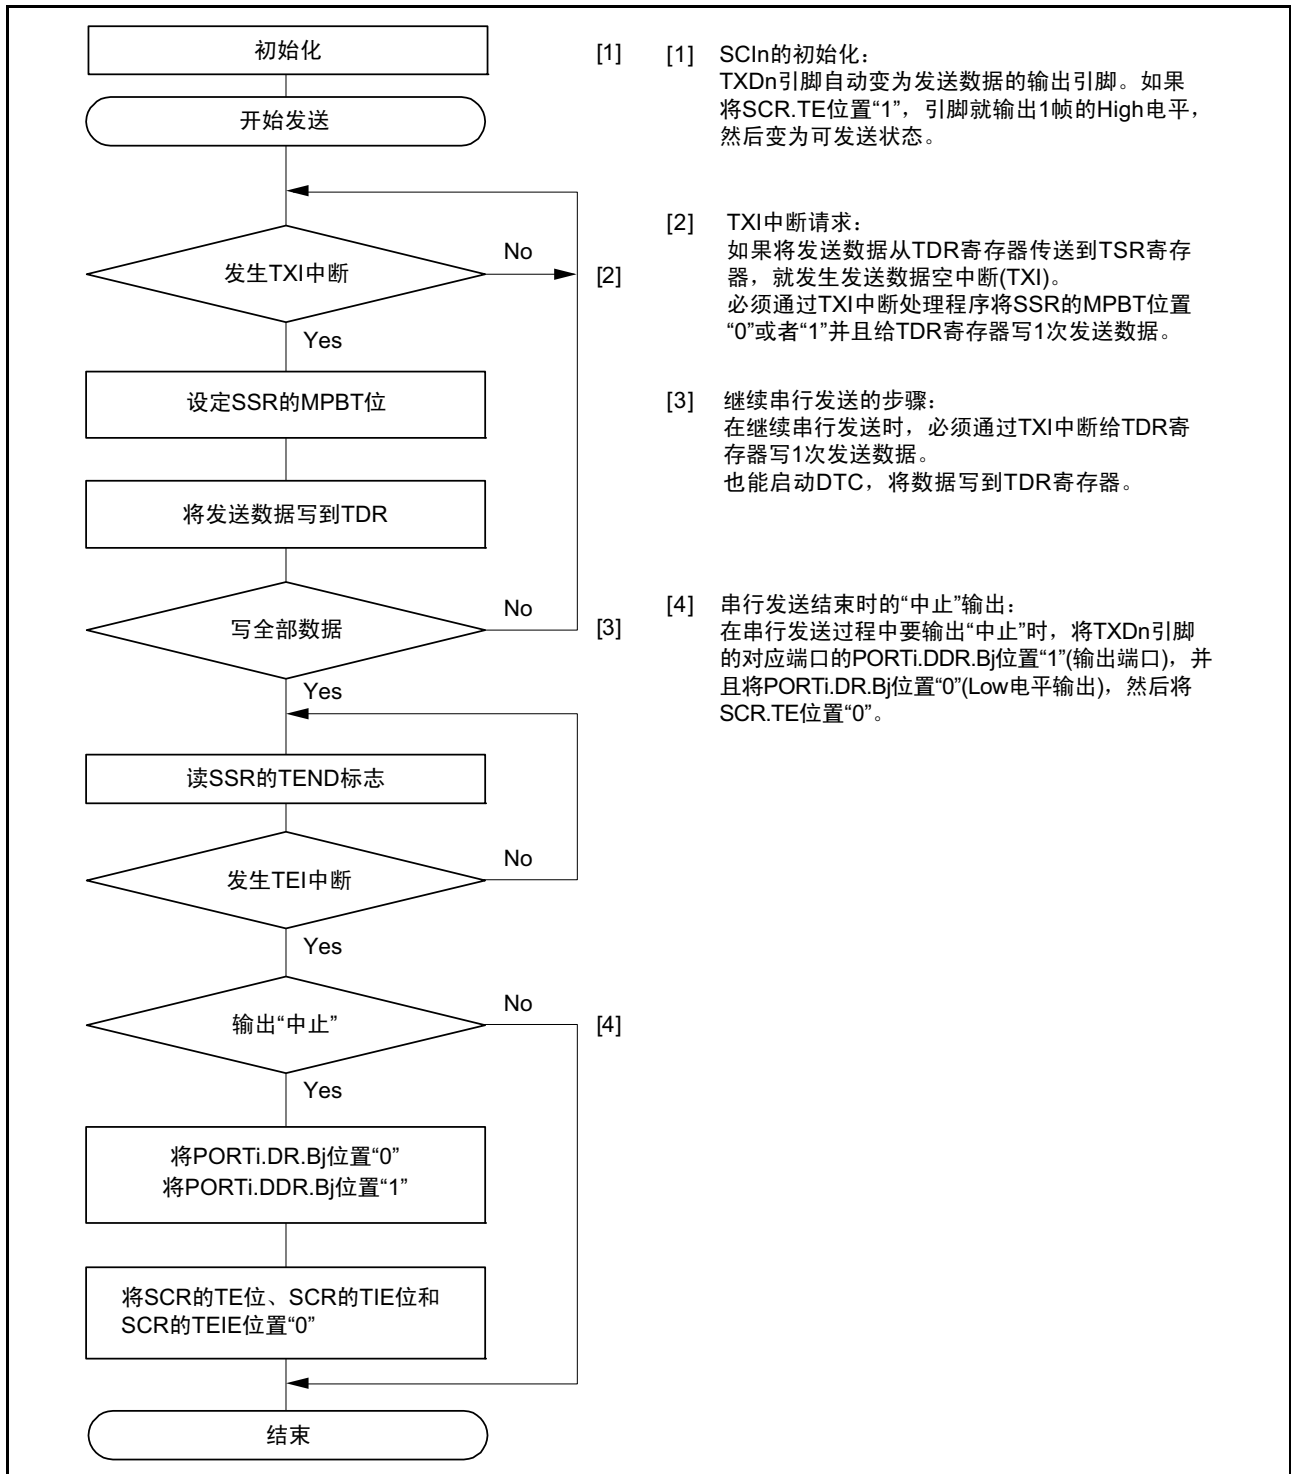 初始化
[1]
开始发送
发生TXI中断
No
[2]
Yes
设定SSR的MPBT位
将发送数据写到TDR
写全部数据
No
[3]
Yes
读SSR的TEND标志
发生TEI中断
No
Yes
输出“中止”
No
[4]
Yes
将PORTi.DR.Bj位置“0”
将PORTi.DDR.Bj位置“1”
将SCR的TE位、SCR的TIE位和
SCR的TEIE位置“0”
结束
[1] SCIn的初始化：
TXDn引脚自动变为发送数据的输出引脚。如果
将SCR.TE位置“1”，引脚就输出1帧的High电平，
然后变为可发送状态。
[2] TXI中断请求：
如果将发送数据从TDR寄存器传送到TSR寄存
器，就发生发送数据空中断(TXI)。
必须通过TXI中断处理程序将SSR的MPBT位置
“0”或者“1”并且给TDR寄存器写1次发送数据。
[3] 继续串行发送的步骤：
在继续串行发送时，必须通过TXI中断给TDR寄
存器写1次发送数据。
也能启动DTC，将数据写到TDR寄存器。
[4] 串行发送结束时的“中止”输出：
在串行发送过程中要输出“中止”时，将TXDn引脚
的对应端口的PORTi.DDR.Bj位置“1”(输出端口)，并
且将PORTi.DR.Bj位置“0”(Low电平输出)，然后将
SCR.TE位置“0”。